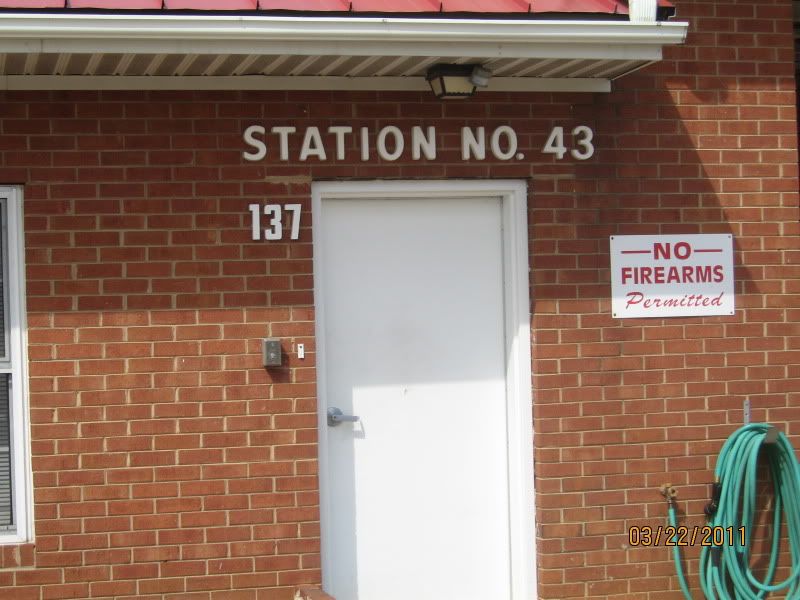 STATION NO. 43
137
NO
FIREARMS
Permitted
03/22/2011